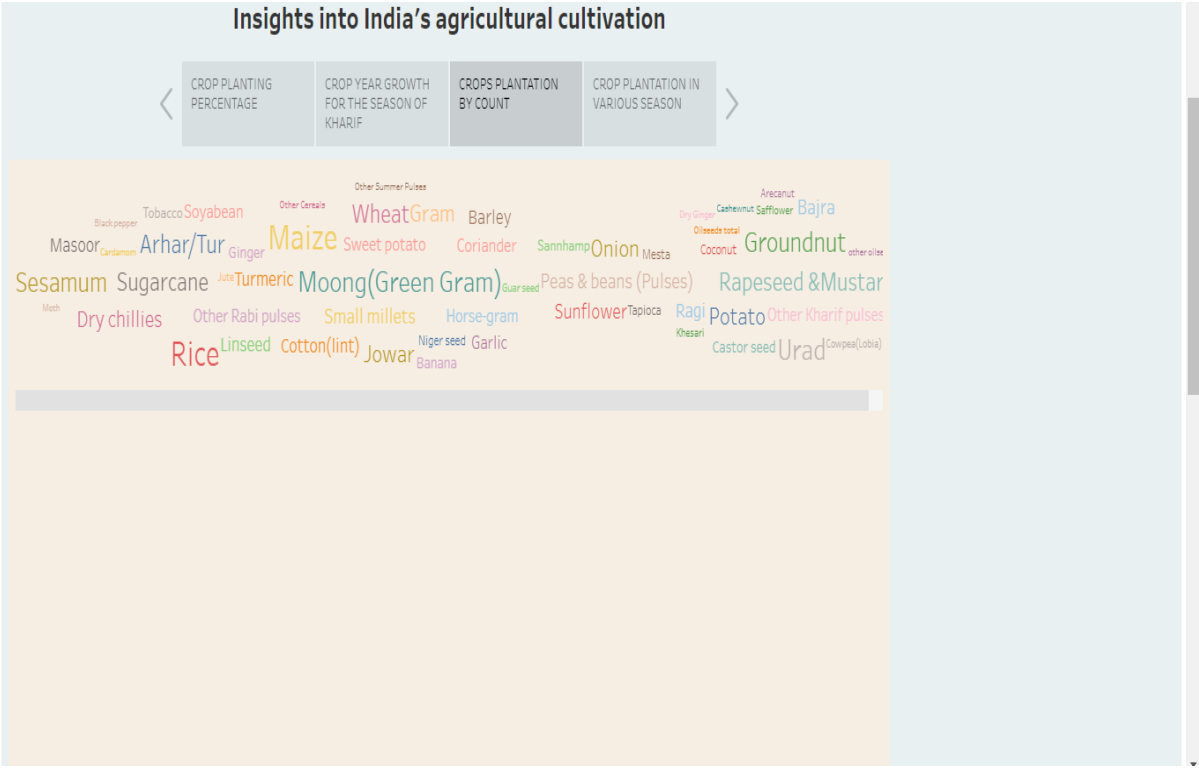 Insights into India's agricultural cultivation
CROP PLANTING
PERCENTAGE
CROP YEAR GROWTH
FOR THE SEASON OF
KHARIF
CROPS PLANTATION
BY COUNT
CROP PLANTATION IN
VARIOUS SEASON
Other Summer Pulses
Arecanut
Black pepper Tobacco Soyabean Other Cereals Wheat Gram Barley Dry Ginger Cashewnut Safflower Bajra
Masoor Cardamom Arhar/Tur Ginger Maize Sweet potato Coriander Sannhamp Onion Mesta Oilseeds total Coconut Groundnut other oilse
Sesamum Sugarcane Jute Turmeric Moong(Green Gram) Guar seed Peas & beans (Pulses) Rapeseed &Mustar
Moth Dry chillies Other Rabi pulses Small millets Horse-gram Sunflower Tapioca Ragi Potato Other Kharif pulses
Khesari
Rice Linseed Cotton(lint) Jowar Niger seed Garlic Castor seed Urad Cowpea(Lobia)
Banana